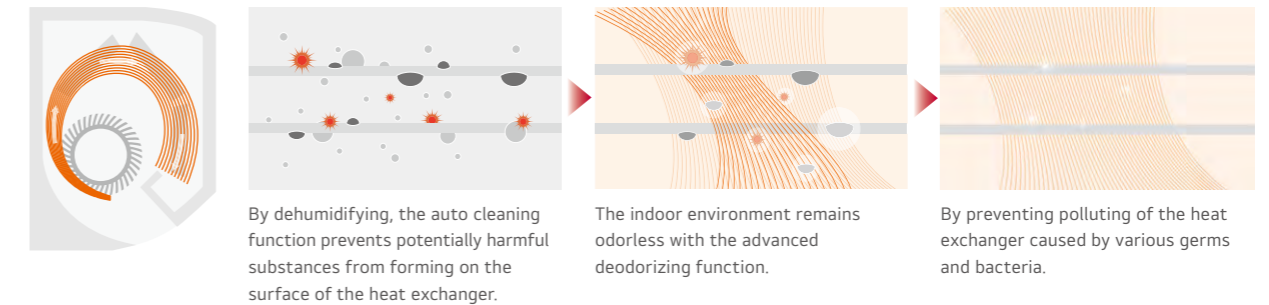 By dehumidifying, the auto cleaning
function prevents potentially harmful
substances from forming on the
surface of the heat exchanger.
The indoor environment remains
odorless with the advanced
deodorizing function.
By preventing polluting of the heat
exchanger caused by various germs
and bacteria.